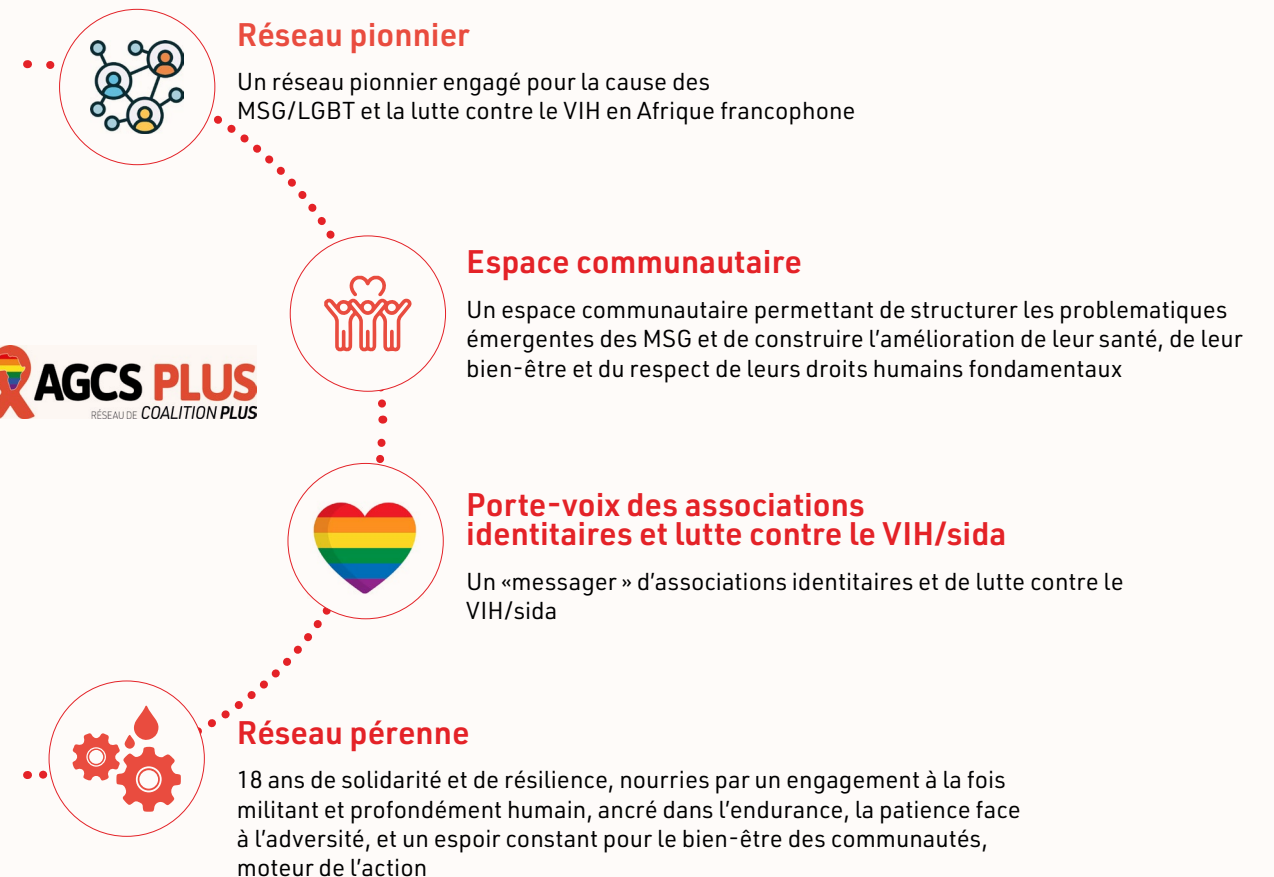 Réseau pionnier
Un réseau pionnier engagé pour la cause des
MSG/LGBT et la lutte contre le VIH en Afrique francophone
Espace communautaire
Un espace communautaire permettant de structurer les problematiques
émergentes des MSG et de construire l’amélioration de leur santé, de leur
bien-être et du respect de leurs droits humains fondamentaux
AGCS PLUS
RÉSEAU DE COALITION PLUS
Porte-voix des associations
identitaires et lutte contre le VIH/sida
Un «messager » d’associations identitaires et de lutte contre le
VIH/sida
Réseau pérenne
18 ans de solidarité et de résilience, nourries par un engagement à la fois
militant et profondément humain, ancré dans l’endurance, la patience face
à l’adversité, et un espoir constant pour le bien-être des communautés,
moteur de l’action